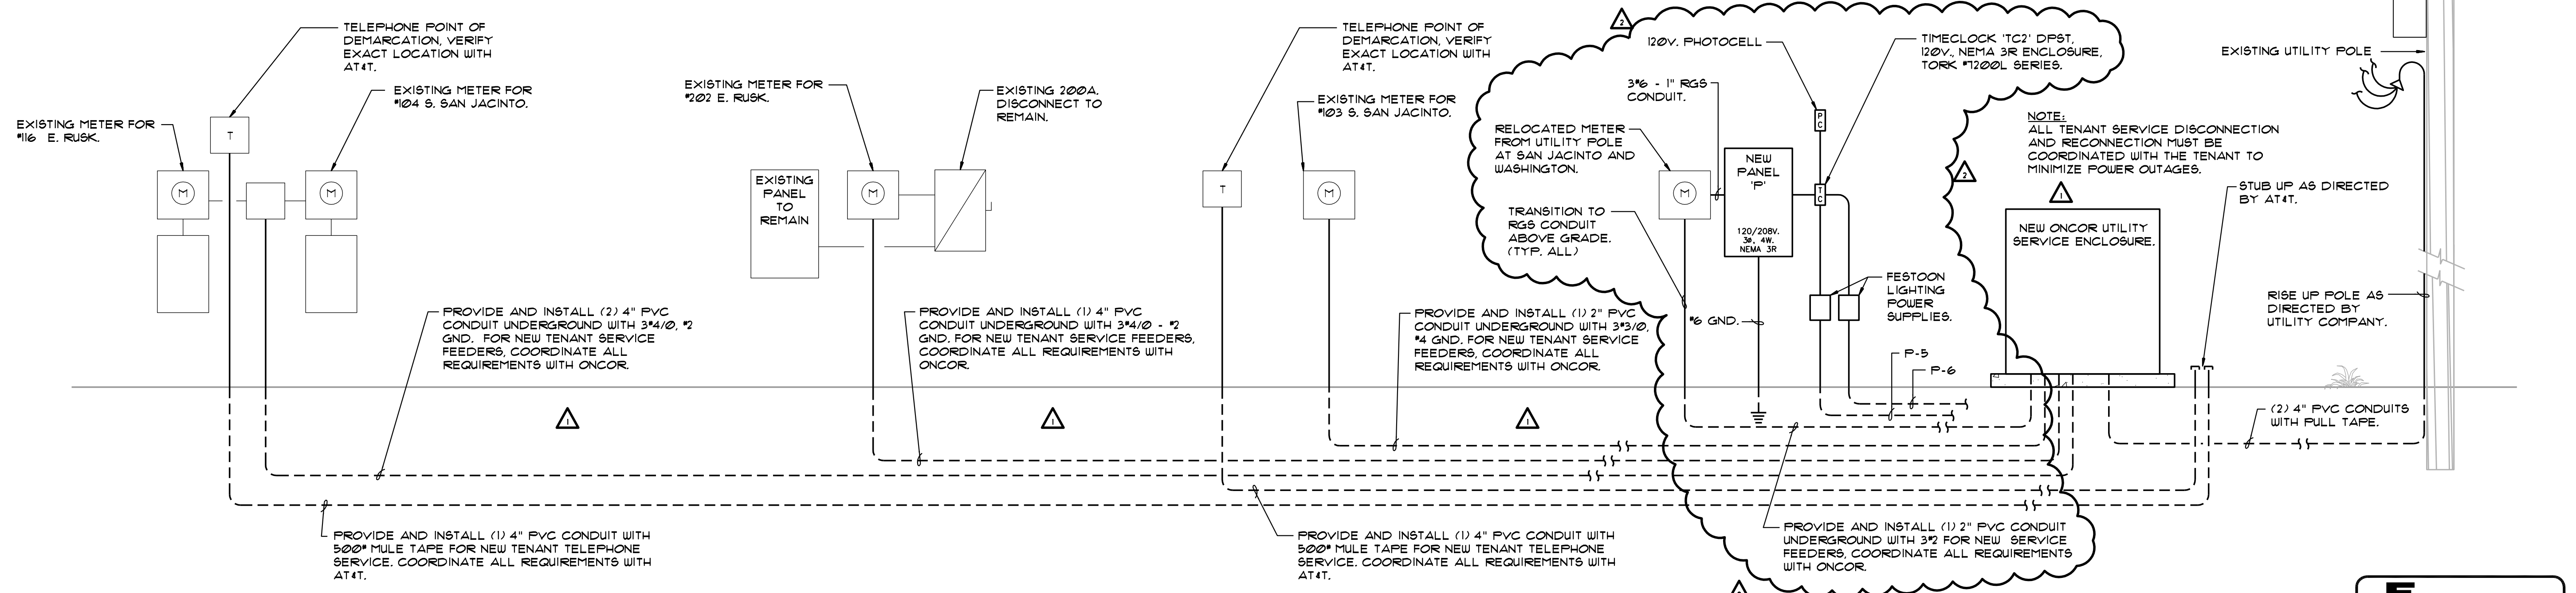 TELEPHONE POINT OF
DEMARCATION, VERIFY
EXACT LOCATION WITH
AT&T.
EXISTING METER FOR
#104 S. SAN JACINTO.
EXISTING METER FOR
#116 E. RUSK.
T
M
M
EXISTING METER FOR
#202 E. RUSK.
EXISTING 200A.
DISCONNECT TO
REMAIN.
EXISTING
PANEL
TO
REMAIN
M
TELEPHONE POINT OF
DEMARCATION, VERIFY
EXACT LOCATION WITH
AT&T.
EXISTING METER FOR
#103 S. SAN JACINTO.
T
M
2
120V. PHOTOCELL
TIMECLOCK 'TC2' DPST,
120V., NEMA 3R ENCLOSURE,
TORK #7200L SERIES.
3#6 - 1" RGS
CONDUIT.
RELOCATED METER
FROM UTILITY POLE
AT SAN JACINTO AND
WASHINGTON.
M
NEW
PANEL
'P'
120/208V.
3Ø, 4W.
NEMA 3R
PC
TC
TRANSITION TO
RGS CONDUIT
ABOVE GRADE.
(TYP. ALL)
#6 GND.
FESTOON
LIGHTING
POWER
SUPPLIES.
P-5
P-6
EXISTING UTILITY POLE
NOTE:
ALL TENANT SERVICE DISCONNECTION
AND RECONNECTION MUST BE
COORDINATED WITH THE TENANT TO
MINIMIZE POWER OUTAGES.
2
1
STUB UP AS DIRECTED
BY AT&T.
NEW ONCOR UTILITY
SERVICE ENCLOSURE.
RISE UP POLE AS
DIRECTED BY
UTILITY COMPANY.
(2) 4" PVC CONDUITS
WITH PULL TAPE.
PROVIDE AND INSTALL (2) 4" PVC
CONDUIT UNDERGROUND WITH 3#4/0, #2
GND. FOR NEW TENANT SERVICE
FEEDERS, COORDINATE ALL
REQUIREMENTS WITH ONCOR.
PROVIDE AND INSTALL (1) 4" PVC
CONDUIT UNDERGROUND WITH 3#4/0 - #2
GND. FOR NEW TENANT SERVICE FEEDERS,
COORDINATE ALL REQUIREMENTS WITH
ONCOR.
PROVIDE AND INSTALL (1) 2" PVC
CONDUIT UNDERGROUND WITH 3#3/0,
#4 GND. FOR NEW TENANT SERVICE
FEEDERS, COORDINATE ALL
REQUIREMENTS WITH ONCOR.
1
1
1
PROVIDE AND INSTALL (1) 4" PVC CONDUIT WITH
500# MULE TAPE FOR NEW TENANT TELEPHONE
SERVICE. COORDINATE ALL REQUIREMENTS WITH
AT&T.
PROVIDE AND INSTALL (1) 4" PVC CONDUIT WITH
500# MULE TAPE FOR NEW TENANT TELEPHONE
SERVICE. COORDINATE ALL REQUIREMENTS WITH
AT&T.
PROVIDE AND INSTALL (1) 2" PVC CONDUIT
UNDERGROUND WITH 3#2 FOR NEW SERVICE
FEEDERS, COORDINATE ALL REQUIREMENTS
WITH ONCOR.